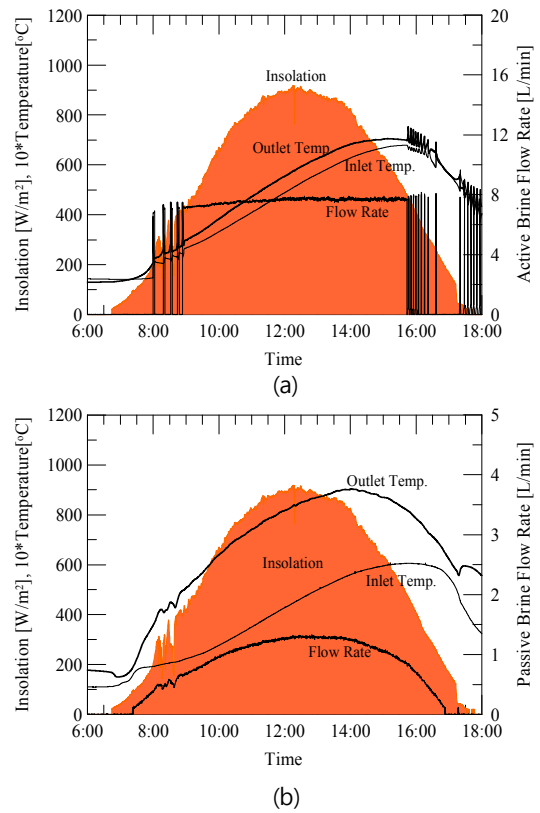 1200
1000
800
600
400
200
0
Insolation [W/m²], 10*Temperature[°C]
20
16
12
8
4
0
Active Brine Flow Rate [L/min]
Insolation
Outlet Temp.
Inlet Temp.
Flow Rate
6:00 8:00 10:00 12:00 14:00 16:00 18:00
Time
(a)
1200
1000
800
600
400
200
0
Insolation [W/m²], 10*Temperature[°C]
5
4
3
2
1
0
Passive Brine Flow Rate [L/min]
Outlet Temp.
Insolation
Inlet Temp.
Flow Rate
6:00 8:00 10:00 12:00 14:00 16:00 18:00
Time
(b)